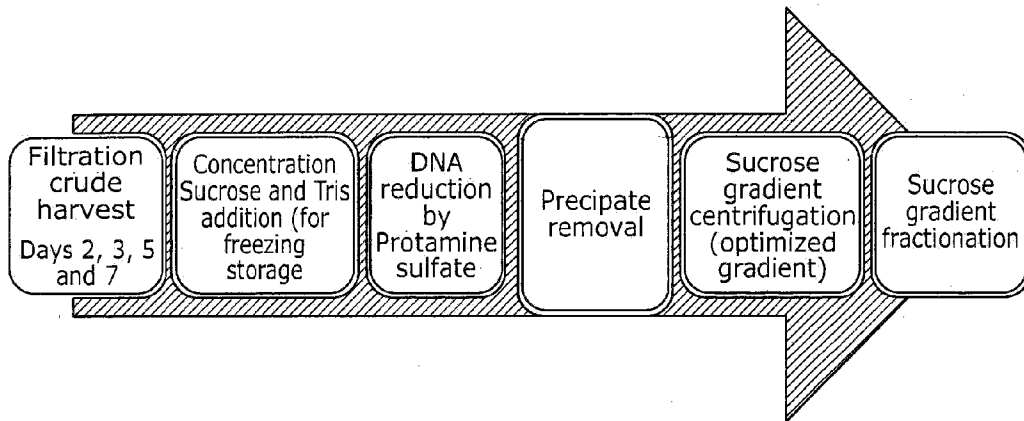 Filtration
crude
harvest
Days 2, 3, 5
and 7
Concentration
Sucrose and Tris
addition (for
freezing
storage
DNA
reduction
by
Protamine
sulfate
Precipate
removal
Sucrose
gradient
centrifugation
(optimized
gradient)
Sucrose
gradient
fractionation